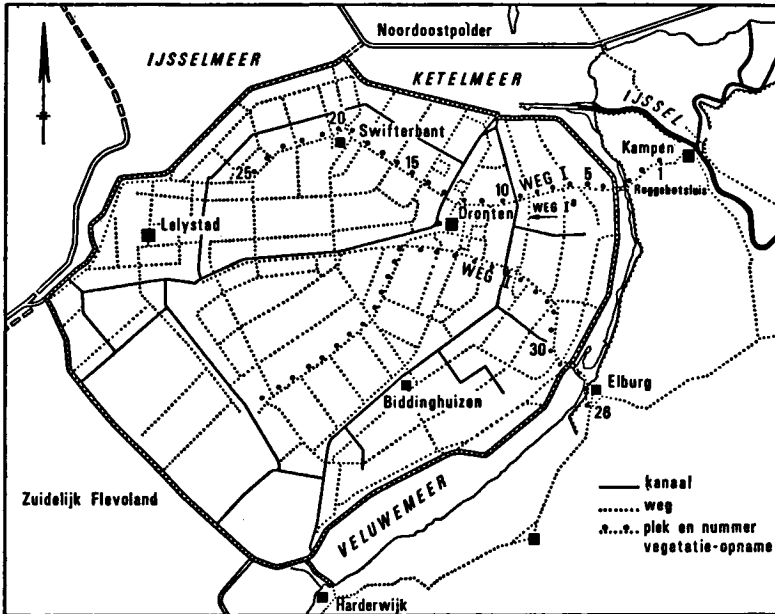 Noordoostpolder
IJSSELMEER
KETELMEER
IJSSEL
20
Swifterbant
Kampen
15
25
10
WEG I
5
1
Roggebotsluis
WEG Iᵃ
Lelystad
Dronten
WEG II
30
Elburg
Biddinghuizen
26
Zuidelijk Flevoland
VELUWEMEER
kanaal
weg
plek en nummer
vegetatie-opname
Harderwijk